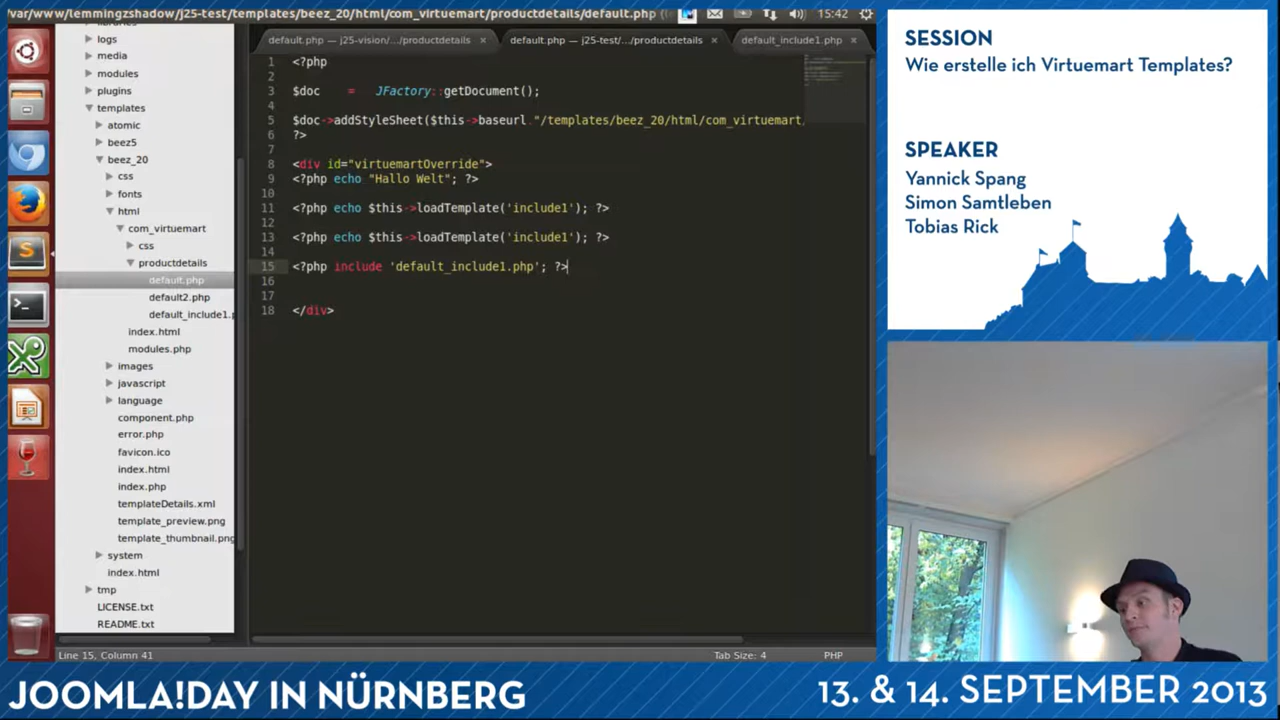 var/www/lemmingzshadow/j25-test/templates/beez_20/html/com_virtuemart/productdetails/default.php
15:42
default.php — j25-vision/.../productdetails ×
default.php — j25-test/.../productdetails ×
default_include1.php ×
libraries
logs
media
modules
plugins
templates
atomic
beez5
beez_20
css
fonts
html
com_virtuemart
css
productdetails
default.php
default2.php
default_include1.p
index.html
modules.php
images
javascript
language
component.php
error.php
favicon.ico
index.html
index.php
templateDetails.xml
template_preview.png
template_thumbnail.png
system
index.html
tmp
LICENSE.txt
README.txt
1 <?php
2
3 $doc = JFactory::getDocument();
4
5 $doc->addStyleSheet($this->baseurl."/templates/beez_20/html/com_virtuemart/
6 ?>
7
8 <div id="virtuemartOverride">
9 <?php echo "Hallo Welt"; ?>
10
11 <?php echo $this->loadTemplate('include1'); ?>
12
13 <?php echo $this->loadTemplate('include1'); ?>
14
15 <?php include 'default_include1.php'; ?>
16
17
18 </div>
Line 15, Column 41
Tab Size: 4
PHP
SESSION
Wie erstelle ich Virtuemart Templates?
SPEAKER
Yannick Spang
Simon Samtleben
Tobias Rick
JOOMLA!DAY IN NÜRNBERG
13. & 14. SEPTEMBER 2013